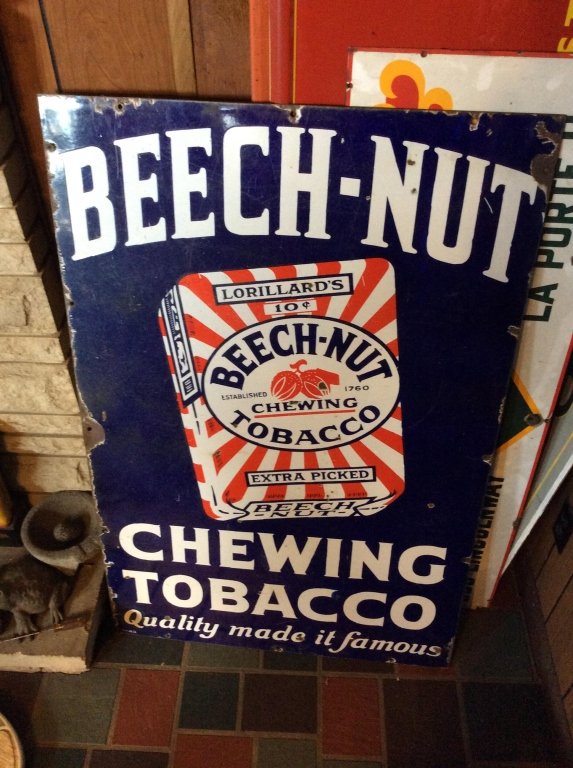 BEECH-NUT
LORILLARD'S
10¢
BEECH-NUT
ESTABLISHED 1760
CHEWING
TOBACCO
EXTRA PICKED
BEECH
NUT
CHEWING
TOBACCO
Quality made it famous
LA PORTE